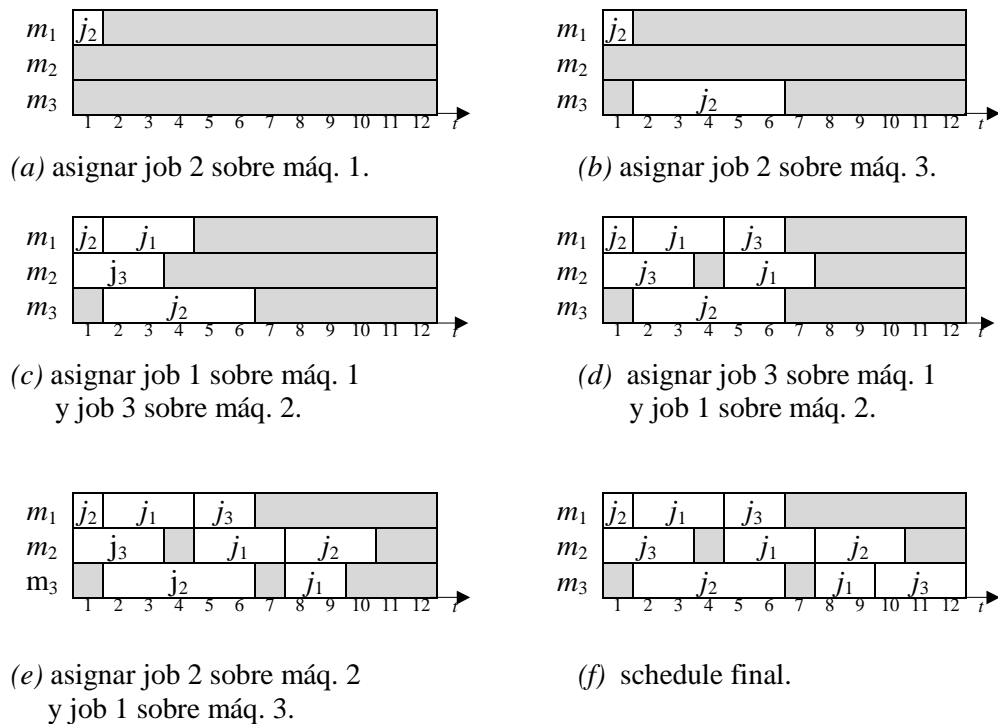 m1 j2
m2
m3
1 2 3 4 5 6 7 8 9 10 11 12 t
(a) asignar job 2 sobre máq. 1.
m1 j2
m2
m3 j2
1 2 3 4 5 6 7 8 9 10 11 12 t
(b) asignar job 2 sobre máq. 3.
m1 j2 j1
m2 j3
m3 j2
1 2 3 4 5 6 7 8 9 10 11 12 t
(c) asignar job 1 sobre máq. 1
y job 3 sobre máq. 2.
m1 j2 j1 j3
m2 j3 j1
m3 j2
1 2 3 4 5 6 7 8 9 10 11 12 t
(d) asignar job 3 sobre máq. 1
y job 1 sobre máq. 2.
m1 j2 j1 j3
m2 j3 j1 j2
m3 j2 j1
1 2 3 4 5 6 7 8 9 10 11 12 t
(e) asignar job 2 sobre máq. 2
y job 1 sobre máq. 3.
m1 j2 j1 j3
m2 j3 j1 j2
m3 j2 j1 j3
1 2 3 4 5 6 7 8 9 10 11 12 t
(f) schedule final.